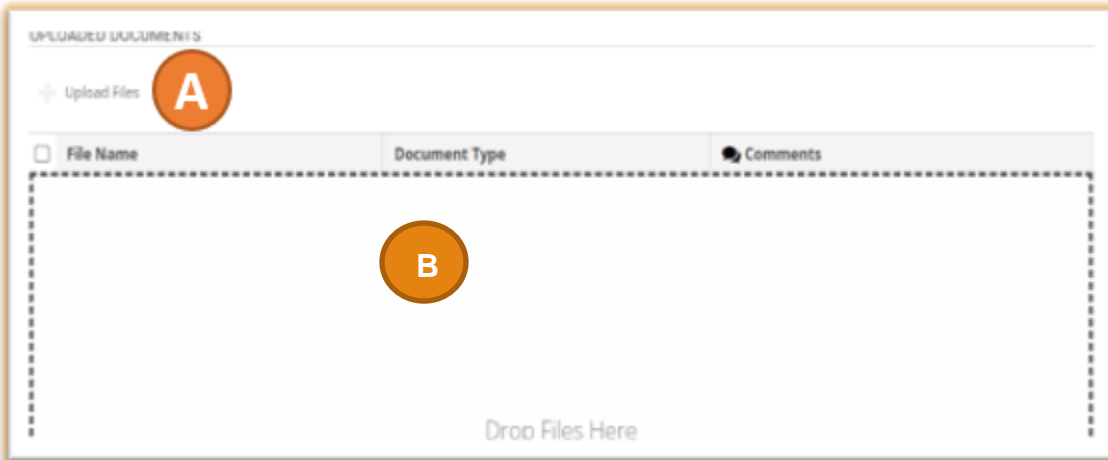 UPLOADED DOCUMENTS
Upload Files A
File Name Document Type Comments
B
Drop Files Here